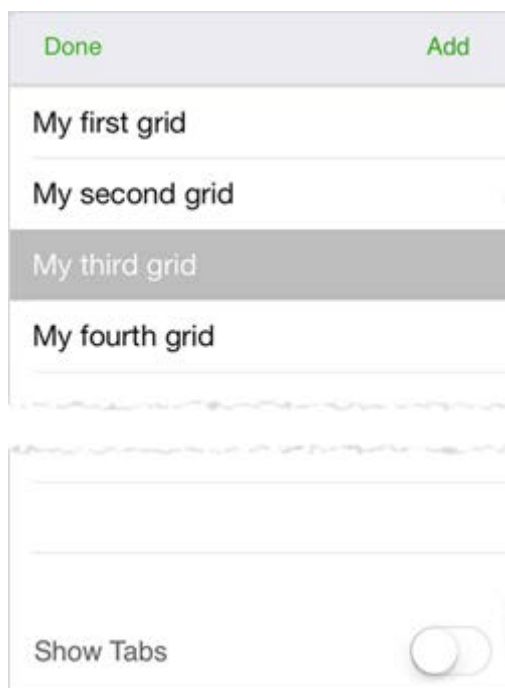 Done Add
My first grid
My second grid
My third grid
My fourth grid
Show Tabs